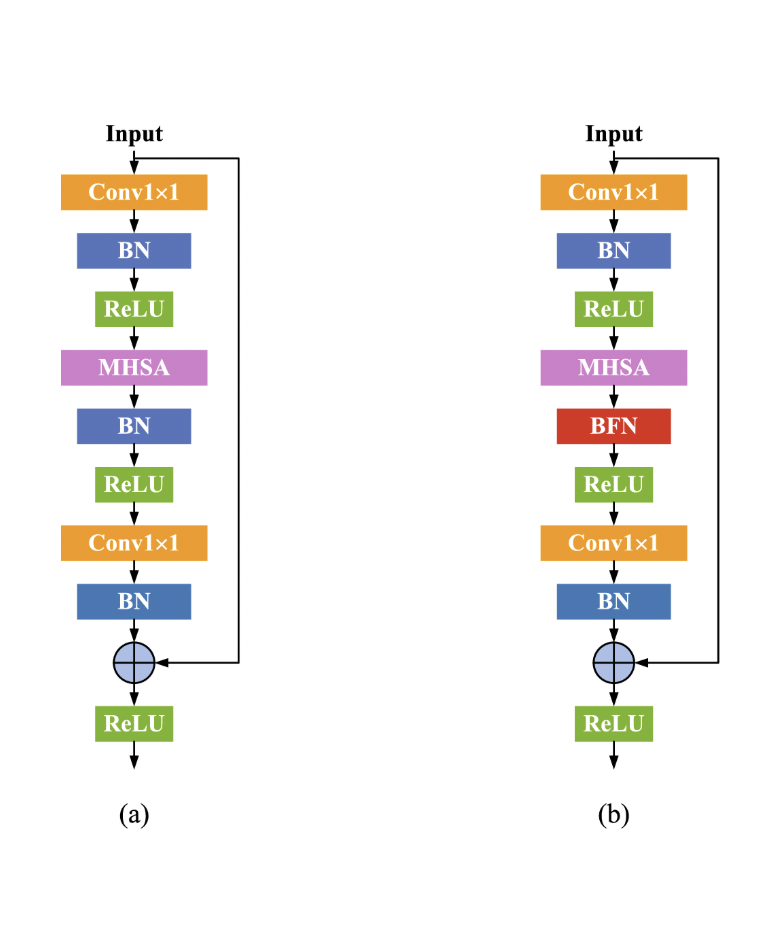 Input
Conv1×1
BN
ReLU
MHSA
BN
ReLU
Conv1×1
BN
ReLU
(a)
Input
Conv1×1
BN
ReLU
MHSA
BFN
ReLU
Conv1×1
BN
ReLU
(b)